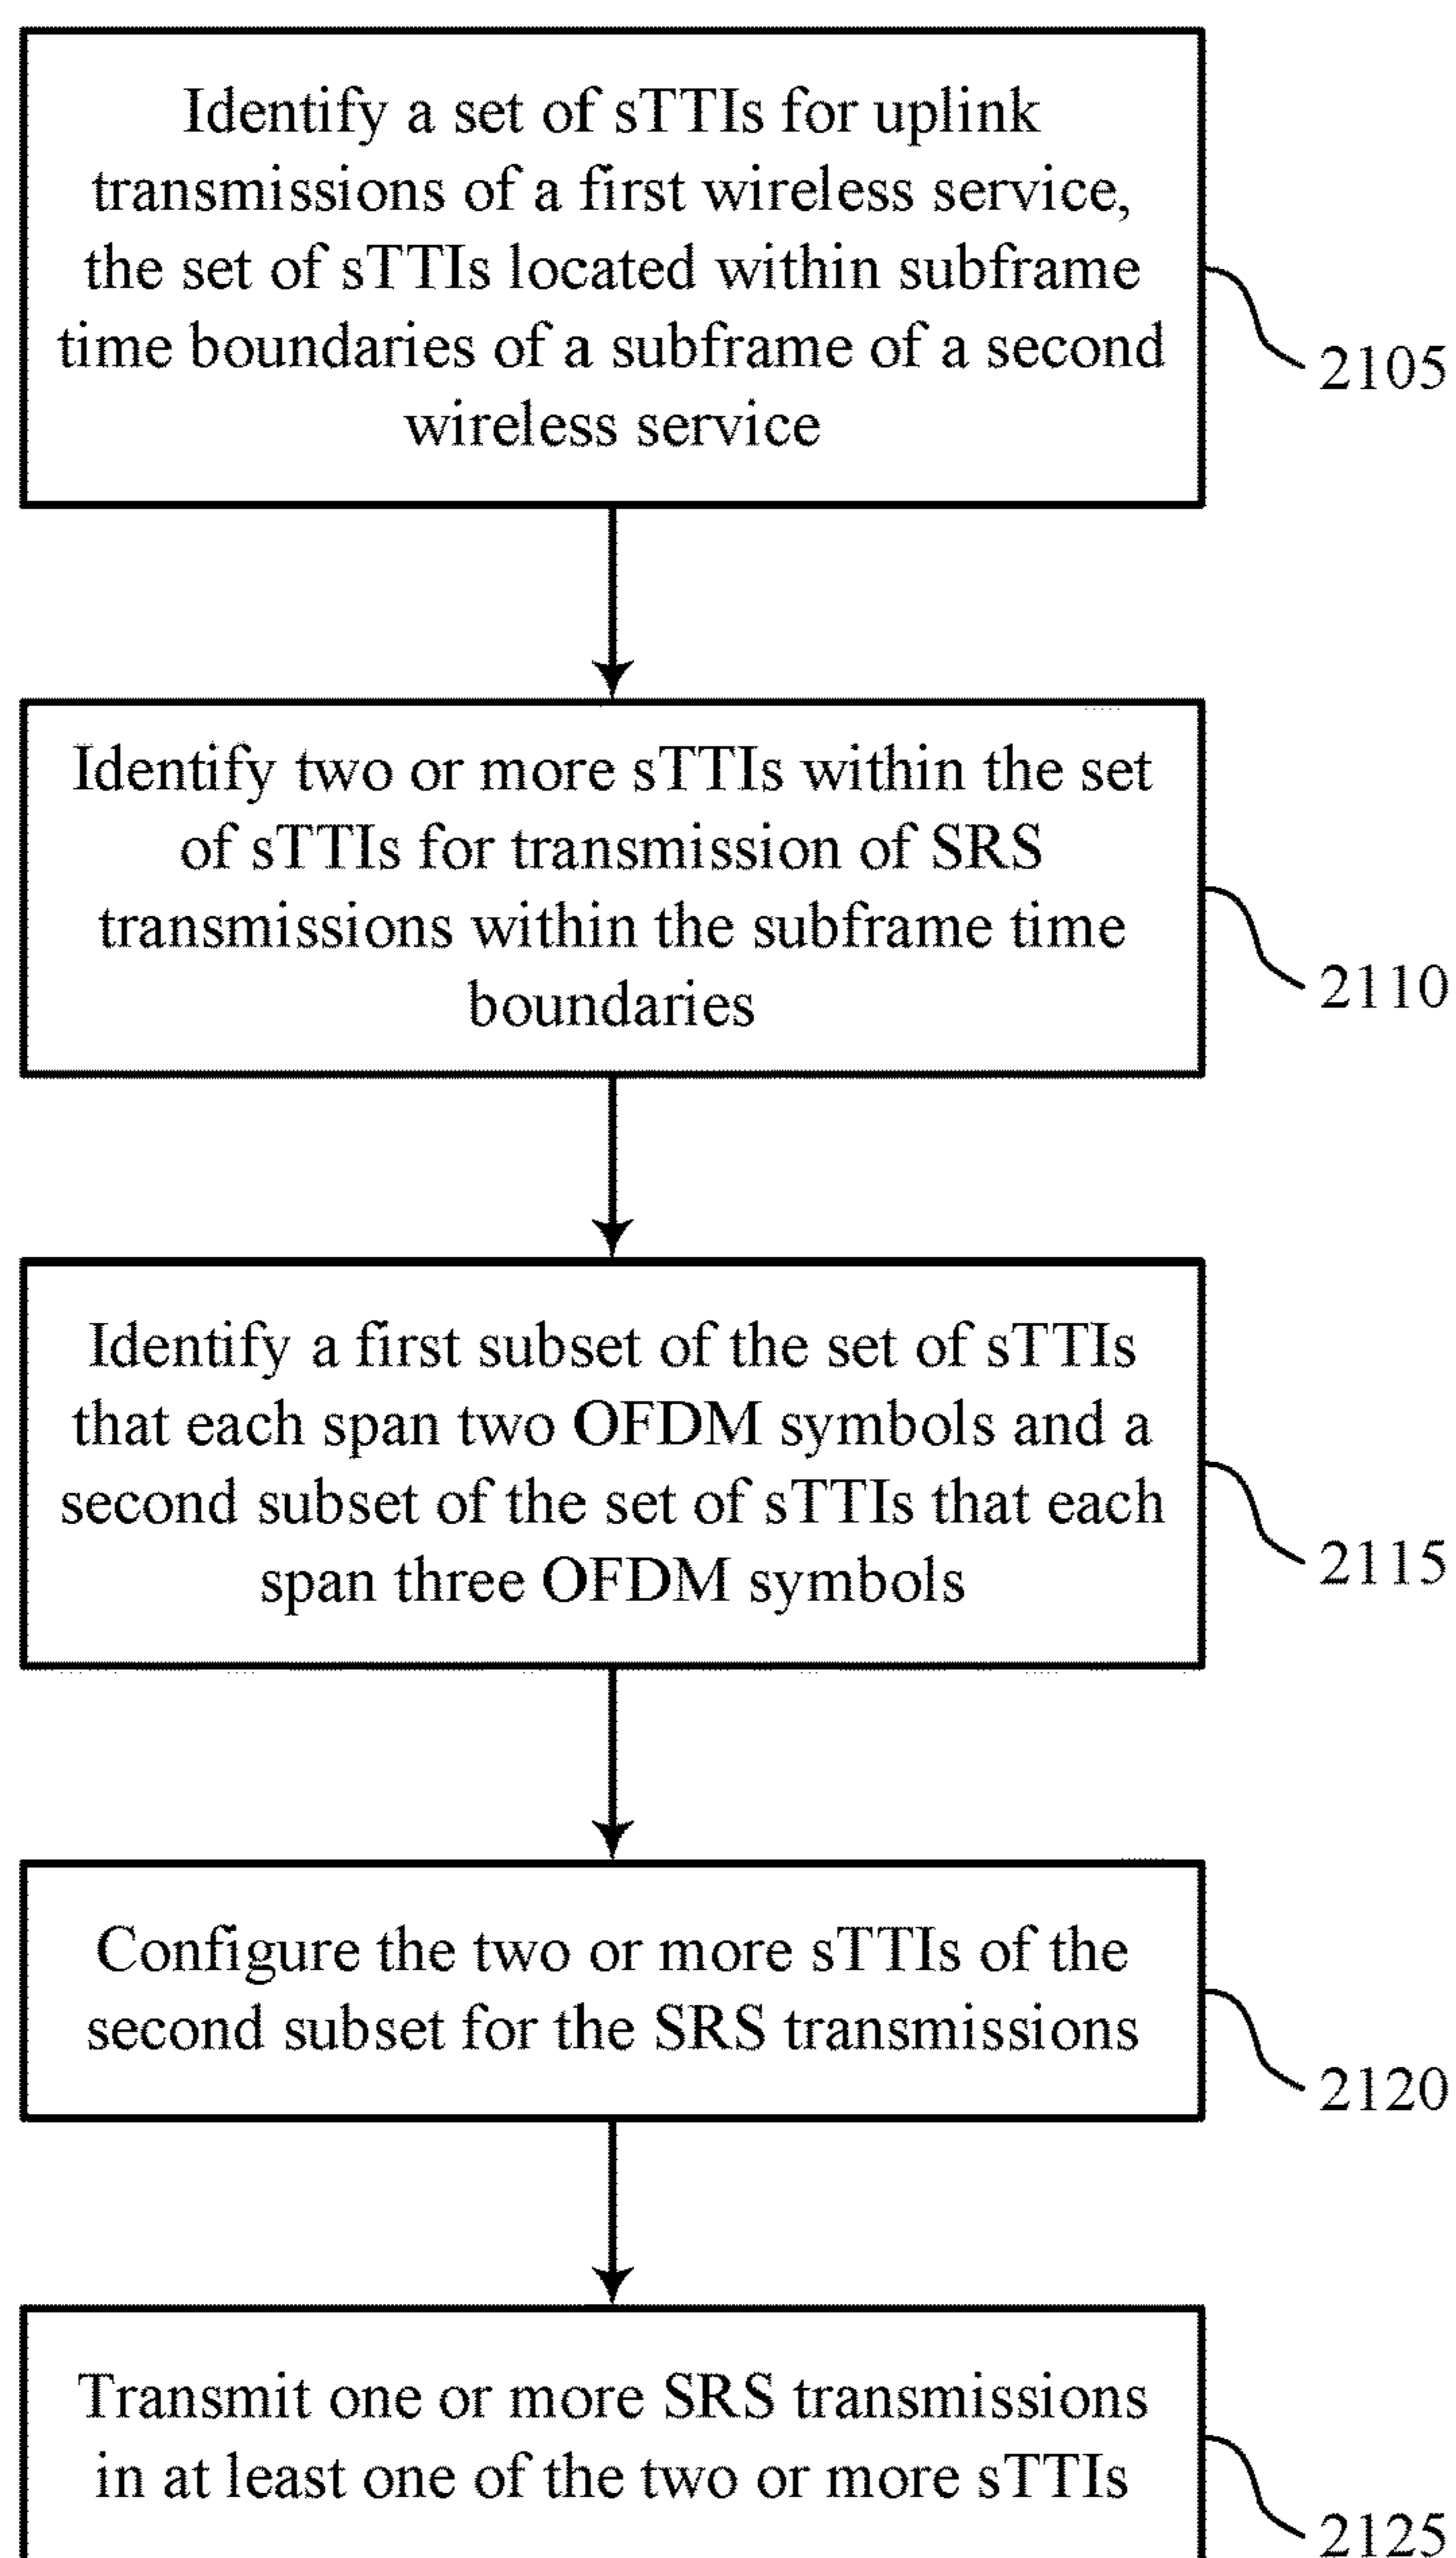 Identify a set of sTTIs for uplink
transmissions of a first wireless service,
the set of sTTIs located within subframe
time boundaries of a subframe of a second
wireless service
2105
Identify two or more sTTIs within the set
of sTTIs for transmission of SRS
transmissions within the subframe time
boundaries
2110
Identify a first subset of the set of sTTIs
that each span two OFDM symbols and a
second subset of the set of sTTIs that each
span three OFDM symbols
2115
Configure the two or more sTTIs of the
second subset for the SRS transmissions
2120
Transmit one or more SRS transmissions
in at least one of the two or more sTTIs
2125